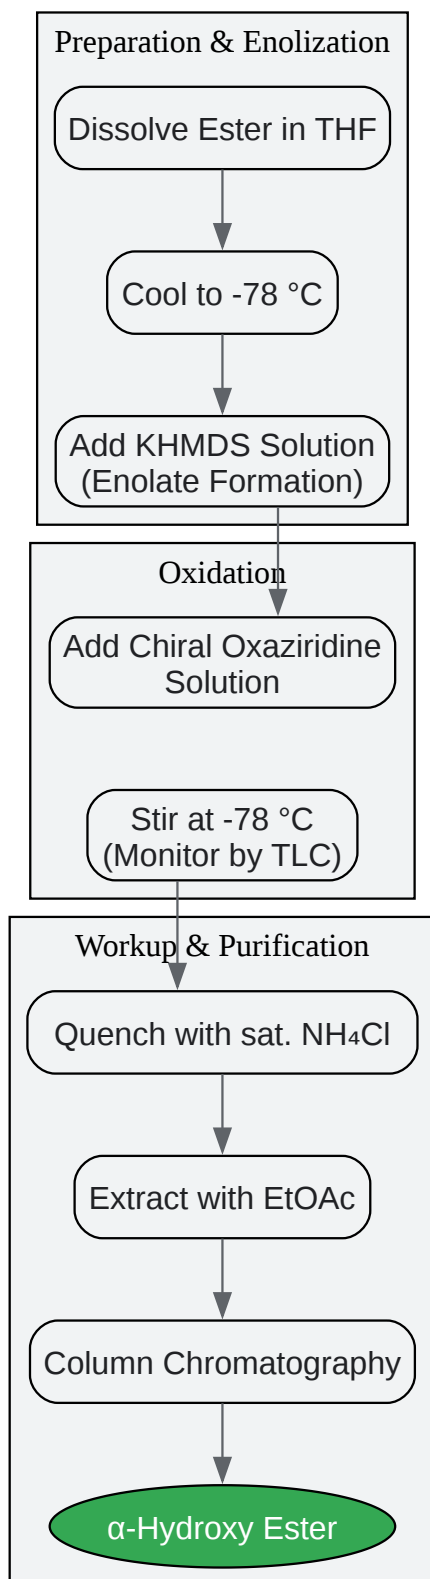 Preparation & Enolization
Dissolve Ester in THF
Cool to -78 °C
Add KHMDS Solution
(Enolate Formation)
Oxidation
Add Chiral Oxaziridine
Solution
Stir at -78 °C
(Monitor by TLC)
Workup & Purification
Quench with sat. NH₄Cl
Extract with EtOAc
Column Chromatography
α-Hydroxy Ester